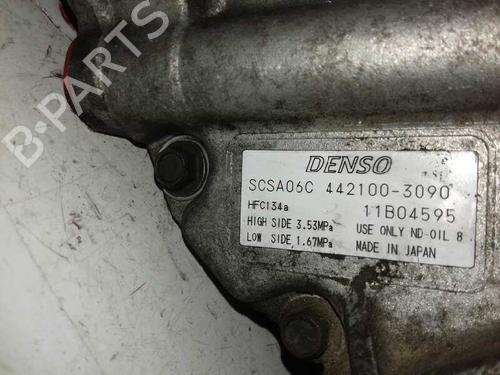 B-PARTS
DENSO
SCSA06C 442100-3090
HFC134a 11B04595
HIGH SIDE 3.53MPa USE ONLY ND-OIL 8
LOW SIDE 1.67MPa MADE IN JAPAN